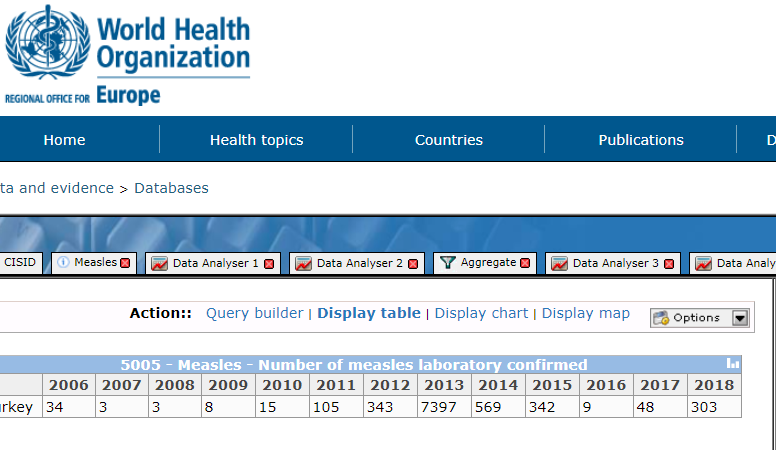 World Health
Organization
REGIONAL OFFICE FOR Europe
Home Health topics Countries Publications D
ta and evidence > Databases
CISID Measles Data Analyser 1 Data Analyser 2 Aggregate Data Analyser 3 Data Analy
Action:: Query builder | Display table | Display chart | Display map Options
5005 - Measles - Number of measles laboratory confirmed
2006 2007 2008 2009 2010 2011 2012 2013 2014 2015 2016 2017 2018
urkey 34 3 3 8 15 105 343 7397 569 342 9 48 303